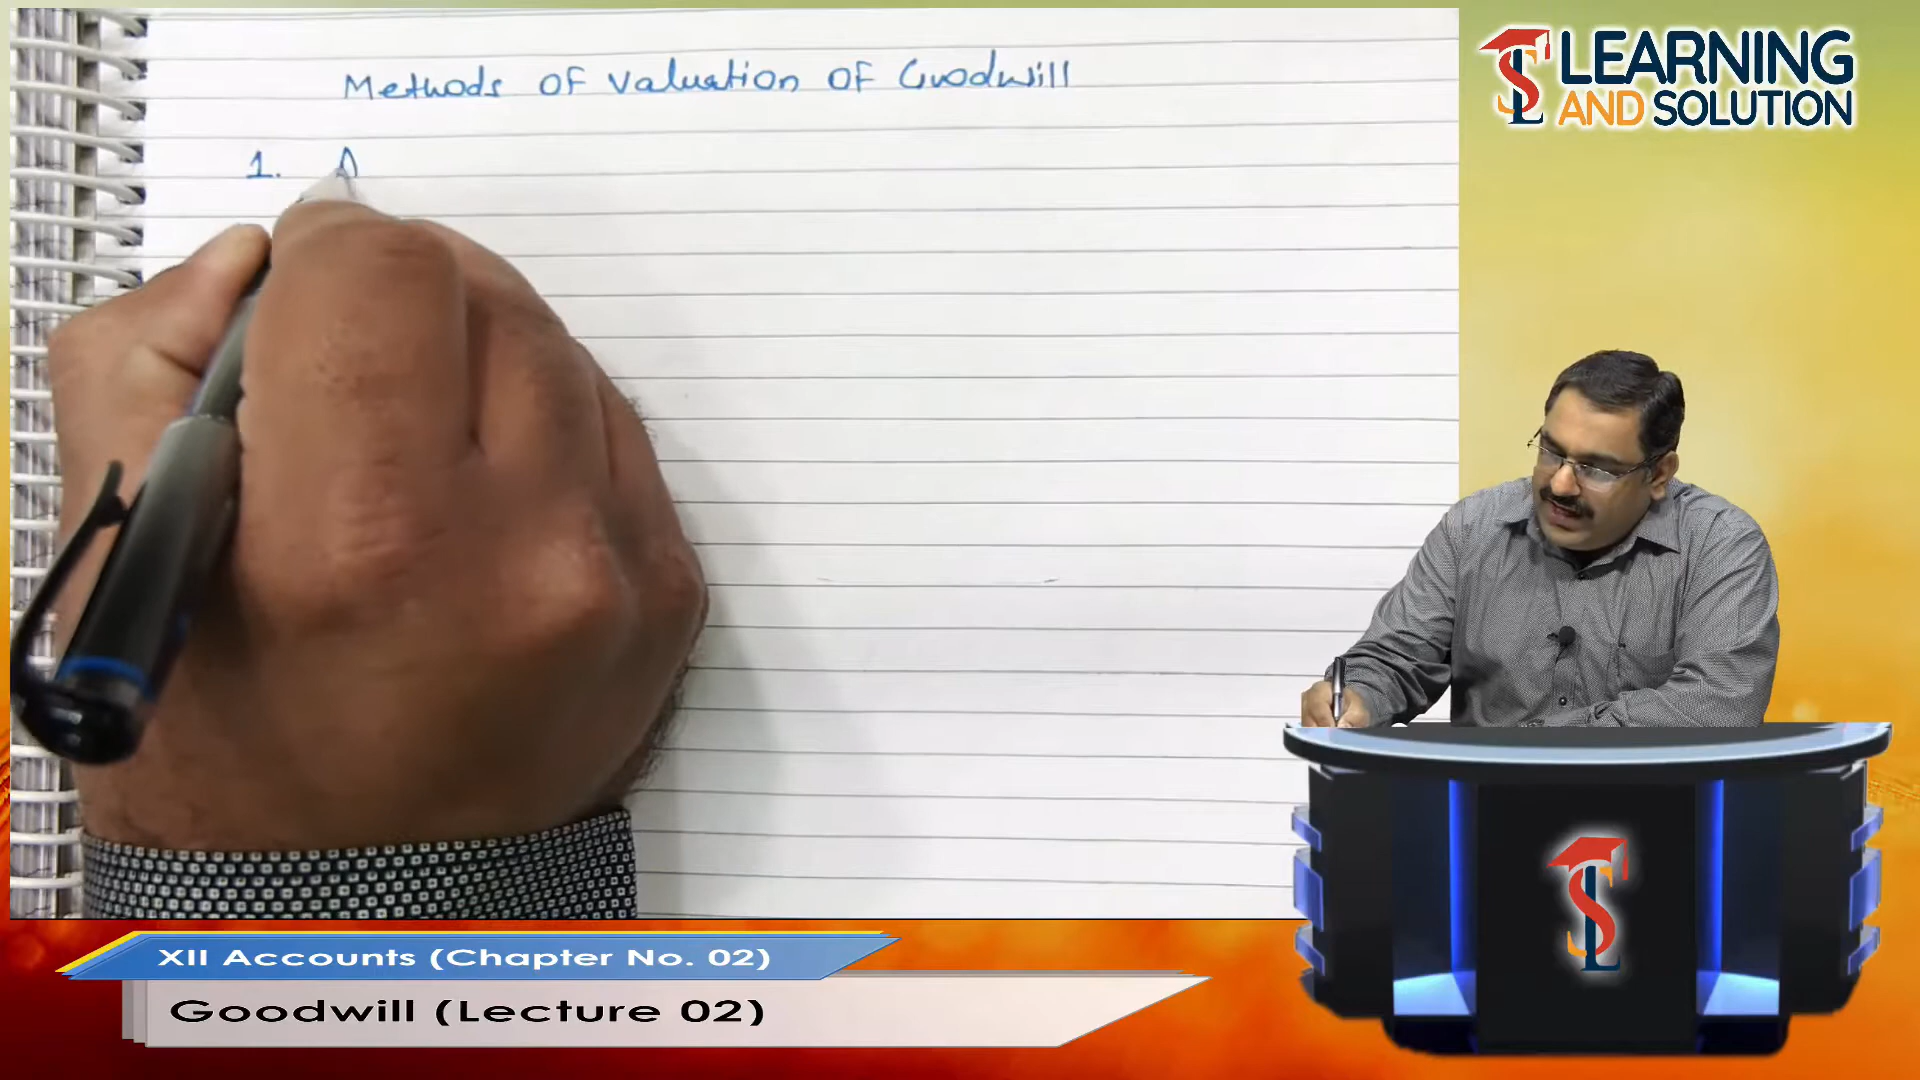 Methods of Valuation of Goodwill
1. A
LEARNING
AND SOLUTION
XII Accounts (Chapter No. 02)
Goodwill (Lecture 02)